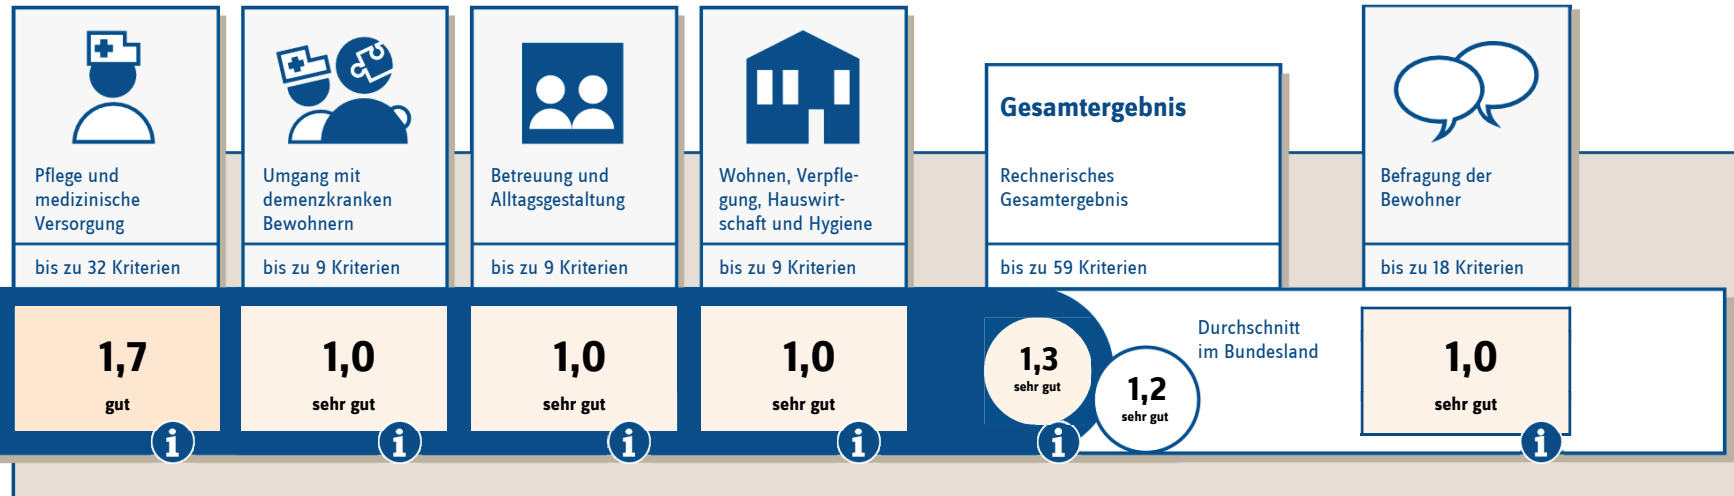 Pflege und
medizinische
Versorgung
bis zu 32 Kriterien
1,7
gut
Umgang mit
demenzkranken
Bewohnern
bis zu 9 Kriterien
1,0
sehr gut
Betreuung und
Alltagsgestaltung
bis zu 9 Kriterien
1,0
sehr gut
Wohnen, Verpfle-
gung, Hauswirt-
schaft und Hygiene
bis zu 9 Kriterien
1,0
sehr gut
Gesamtergebnis
Rechnerisches
Gesamtergebnis
bis zu 59 Kriterien
1,3
sehr gut
1,2
sehr gut
Durchschnitt
im Bundesland
Befragung der
Bewohner
bis zu 18 Kriterien
1,0
sehr gut